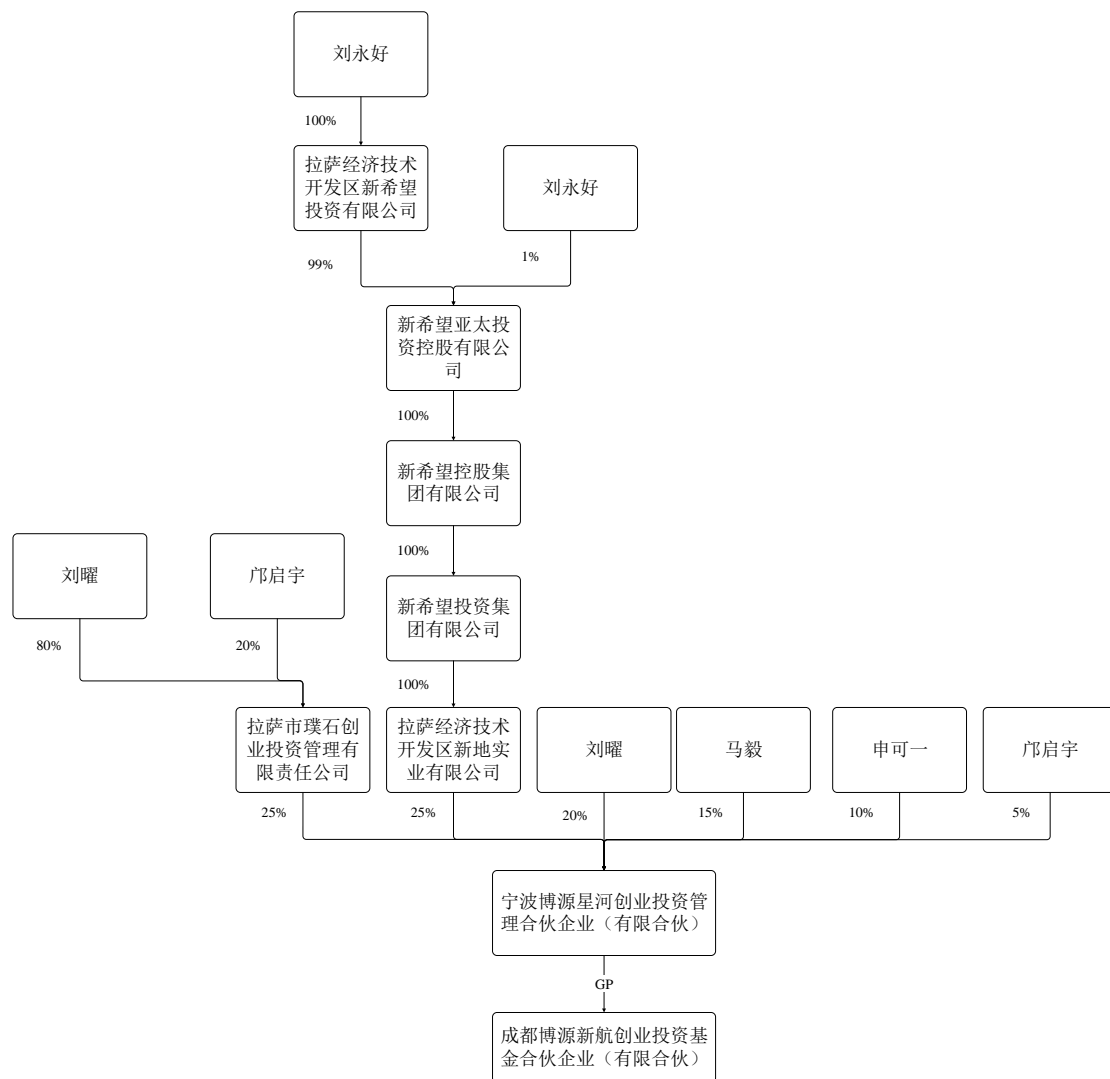 刘永好
100%
拉萨经济技术
开发区新希望
投资有限公司
刘永好
99%
1%
新希望亚太投
资控股有限公
司
100%
新希望控股集
团有限公司
100%
刘曜
邝启宇
新希望投资集
团有限公司
80%
20%
100%
拉萨市璞石创
业投资管理有
限责任公司
拉萨经济技术
开发区新地实
业有限公司
刘曜
马毅
申可一
邝启宇
25%
25%
20%
15%
10%
5%
宁波博源星河创业投资管
理合伙企业（有限合伙）
GP
成都博源新航创业投资基
金合伙企业（有限合伙）